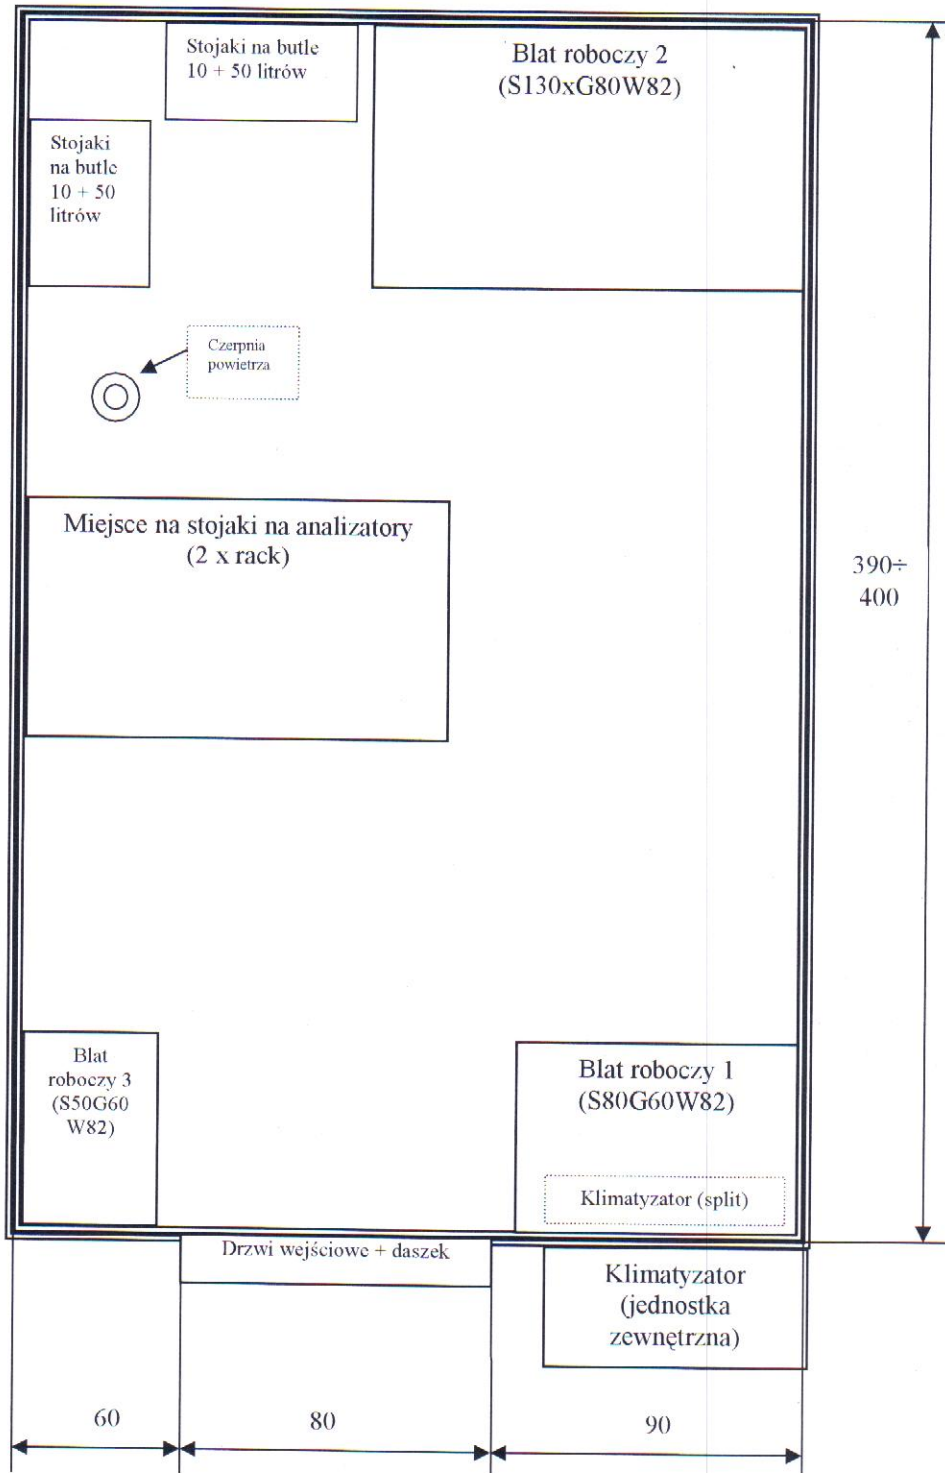 Stojaki na butle
10 + 50 litrów
Blat roboczy 2
(S130xG80W82)
Stojaki
na butle
10 + 50
litrów
Czerpnia
powietrza
Miejsce na stojaki na analizatory
(2 x rack)
390÷
400
Blat
roboczy 3
(S50G60
W82)
Blat roboczy 1
(S80G60W82)
Klimatyzator (split)
Drzwi wejściowe + daszek
Klimatyzator
(jednostka
zewnętrzna)
60
80
90